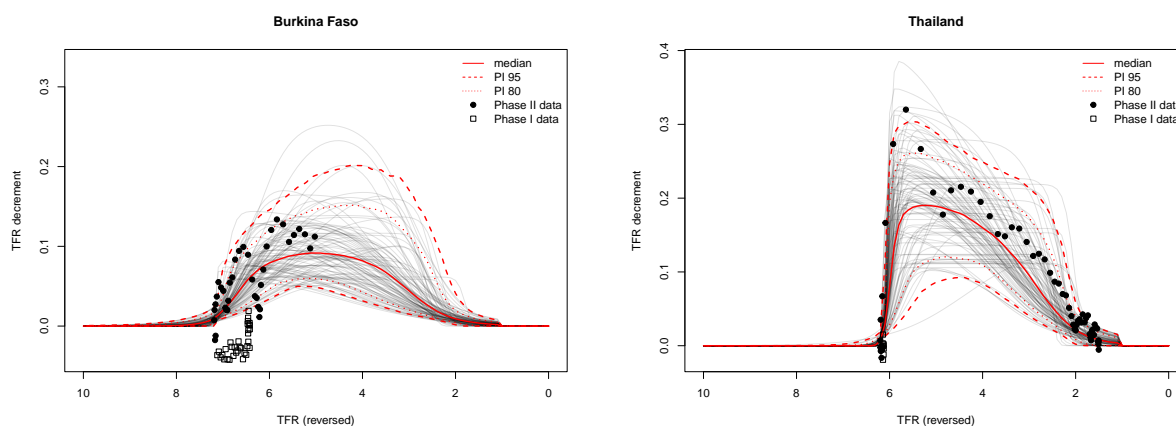 Burkina Faso
TFR decrement
0.3
0.2
0.1
0.0
median
PI 95
PI 80
Phase II data
Phase I data
10
8
6
4
2
0
TFR (reversed)
Thailand
TFR decrement
0.4
0.3
0.2
0.1
0.0
median
PI 95
PI 80
Phase II data
Phase I data
10
8
6
4
2
0
TFR (reversed)